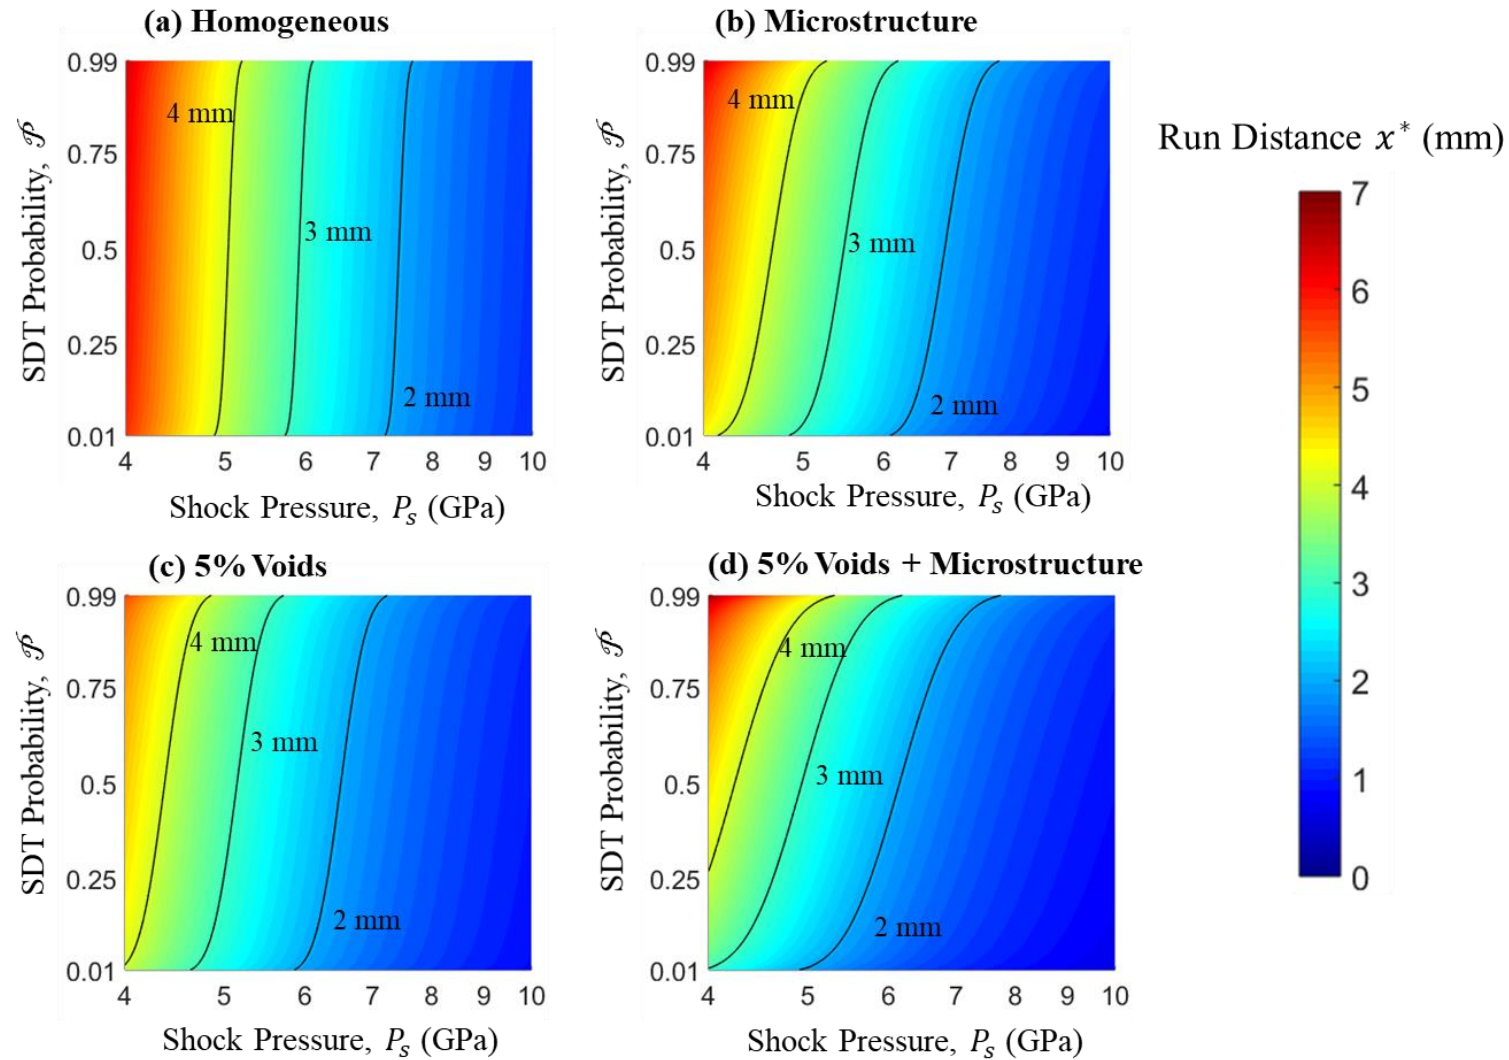 (a) Homogeneous
(b) Microstructure
0.99
0.75
0.5
0.25
0.01
SDT Probability, 𝒫
4 mm
3 mm
2 mm
4 5 6 7 8 9 10
Shock Pressure, Pₛ (GPa)
0.99
0.75
0.5
0.25
0.01
SDT Probability, 𝒫
4 mm
3 mm
2 mm
4 5 6 7 8 9 10
Shock Pressure, Pₛ (GPa)
Run Distance x* (mm)
7
6
5
4
3
2
1
0
(c) 5% Voids
(d) 5% Voids + Microstructure
0.99
0.75
0.5
0.25
0.01
SDT Probability, 𝒫
4 mm
3 mm
2 mm
4 5 6 7 8 9 10
Shock Pressure, Pₛ (GPa)
0.99
0.75
0.5
0.25
0.01
SDT Probability, 𝒫
4 mm
3 mm
2 mm
4 5 6 7 8 9 10
Shock Pressure, Pₛ (GPa)